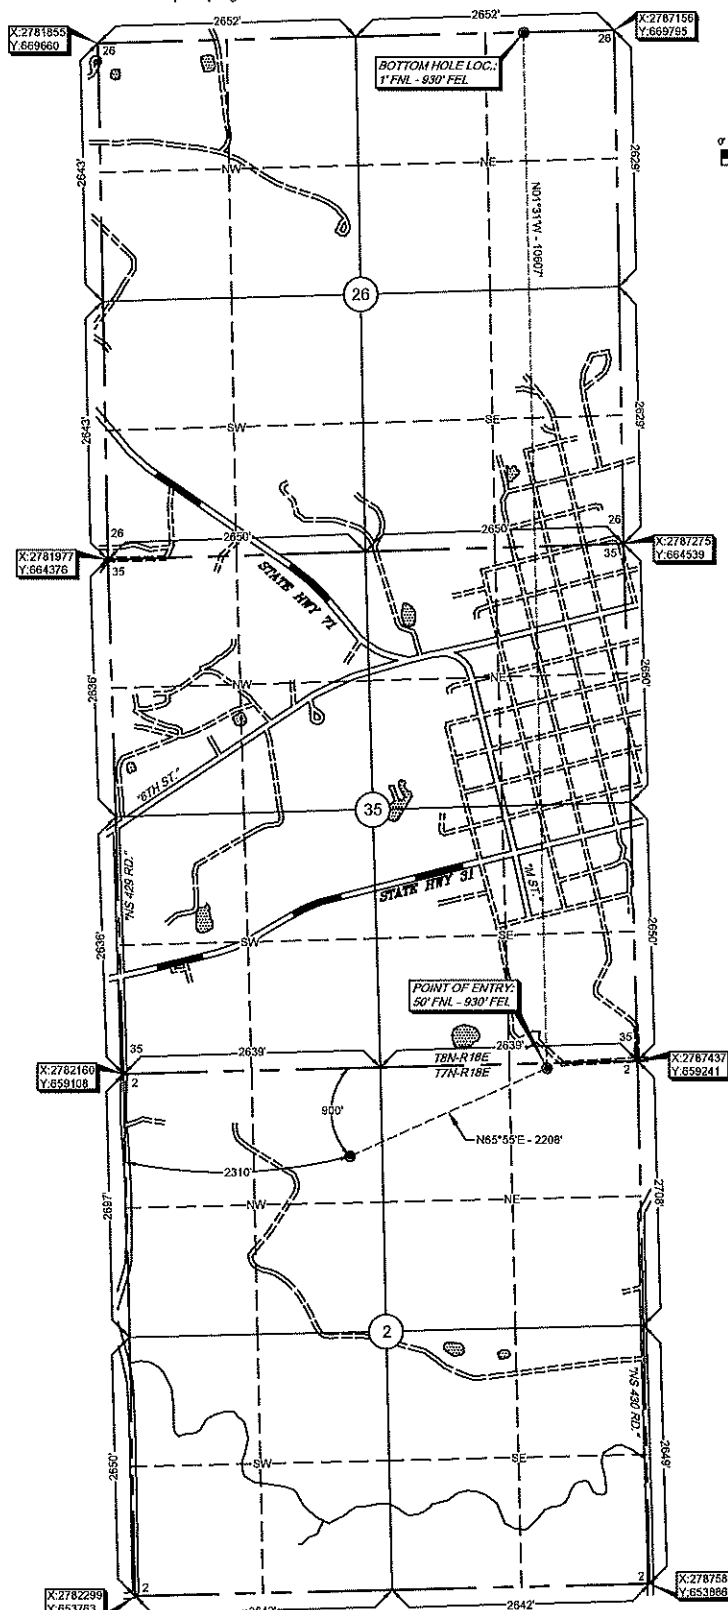 2652'
2652'
X:2781855
Y:669660
X:2787156
Y:669795
26
26
BOTTOM HOLE LOC.:
1' FNL - 930' FEL
2643'
NW
NE
2629'
N01°31'W - 10607'
26
2643'
SW
SE
2629'
26
2650'
2650'
26
X:2781977
Y:664376
35
35
X:2787275
Y:664539
STATE HWY 71
2636'
NW
NE
2650'
"6TH ST."
35
"NS 429 RD."
STATE HWY 31
"M ST."
2636'
SW
SE
2650'
POINT OF ENTRY:
50' FNL - 930' FEL
35
2639'
2639'
35
T8N-R18E
T7N-R18E
X:2782160
Y:659108
2
2
X:2787437
Y:659241
900'
N65°55'E - 2208'
2310'
2697'
NW
NE
2708'
2
"NS 430 RD."
2650'
SW
SE
2649'
2
2
X:2782299
Y:653763
X:278758
Y:653886
2642'
2642'